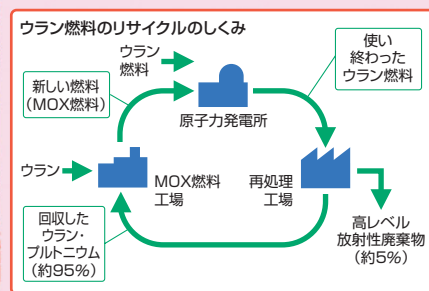 ウラン燃料のリサイクルのしくみ
ウラン
燃料
使い
終わった
ウラン燃料
新しい燃料
(MOX燃料)
原子力発電所
ウラン
MOX燃料
工場
再処理
工場
回収した
ウラン・
プルトニウム
(約95%)
高レベル
放射性廃棄物
(約5%)